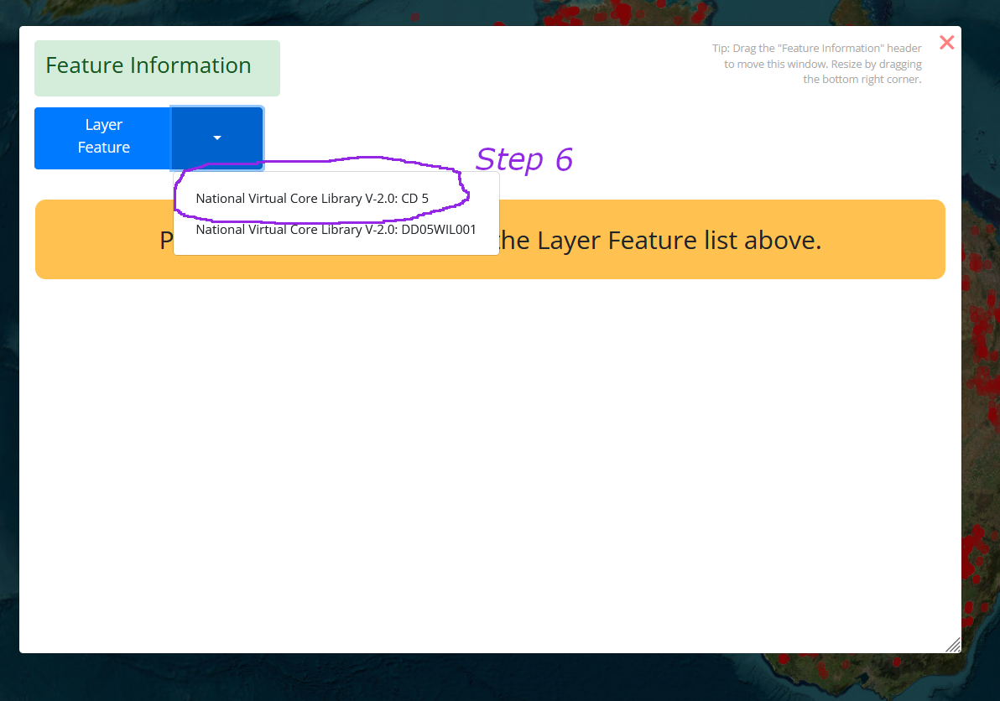 Feature Information
Tip: Drag the "Feature Information" header
to move this window. Resize by dragging
the bottom right corner.
Layer
Feature
Step 6
National Virtual Core Library V-2.0: CD 5
National Virtual Core Library V-2.0: DD05WIL001
the Layer Feature list above.